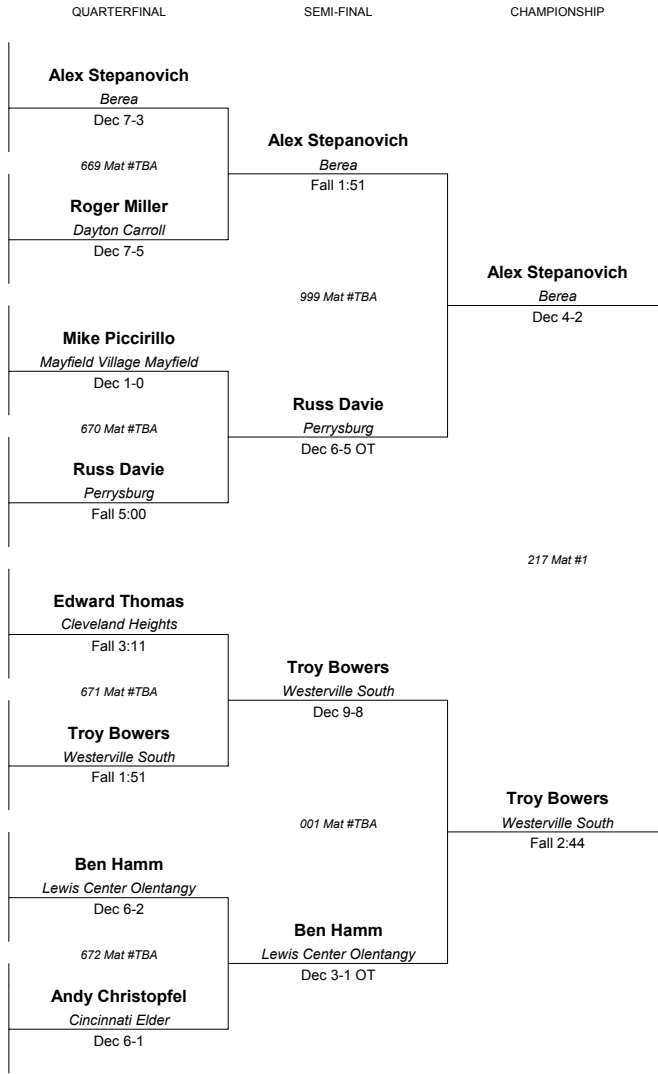 QUARTERFINAL SEMI-FINAL CHAMPIONSHIP
Alex Stepanovich
Berea
Dec 7-3
669 Mat #TBA
Roger Miller
Dayton Carroll
Dec 7-5
Mike Piccirillo
Mayfield Village Mayfield
Dec 1-0
670 Mat #TBA
Russ Davie
Perrysburg
Fall 5:00
Edward Thomas
Cleveland Heights
Fall 3:11
671 Mat #TBA
Troy Bowers
Westerville South
Fall 1:51
Ben Hamm
Lewis Center Olentangy
Dec 6-2
672 Mat #TBA
Andy Christopfel
Cincinnati Elder
Dec 6-1
Alex Stepanovich
Berea
Fall 1:51
999 Mat #TBA
Russ Davie
Perrysburg
Dec 6-5 OT
Troy Bowers
Westerville South
Dec 9-8
001 Mat #TBA
Ben Hamm
Lewis Center Olentangy
Dec 3-1 OT
Alex Stepanovich
Berea
Dec 4-2
217 Mat #1
Troy Bowers
Westerville South
Fall 2:44